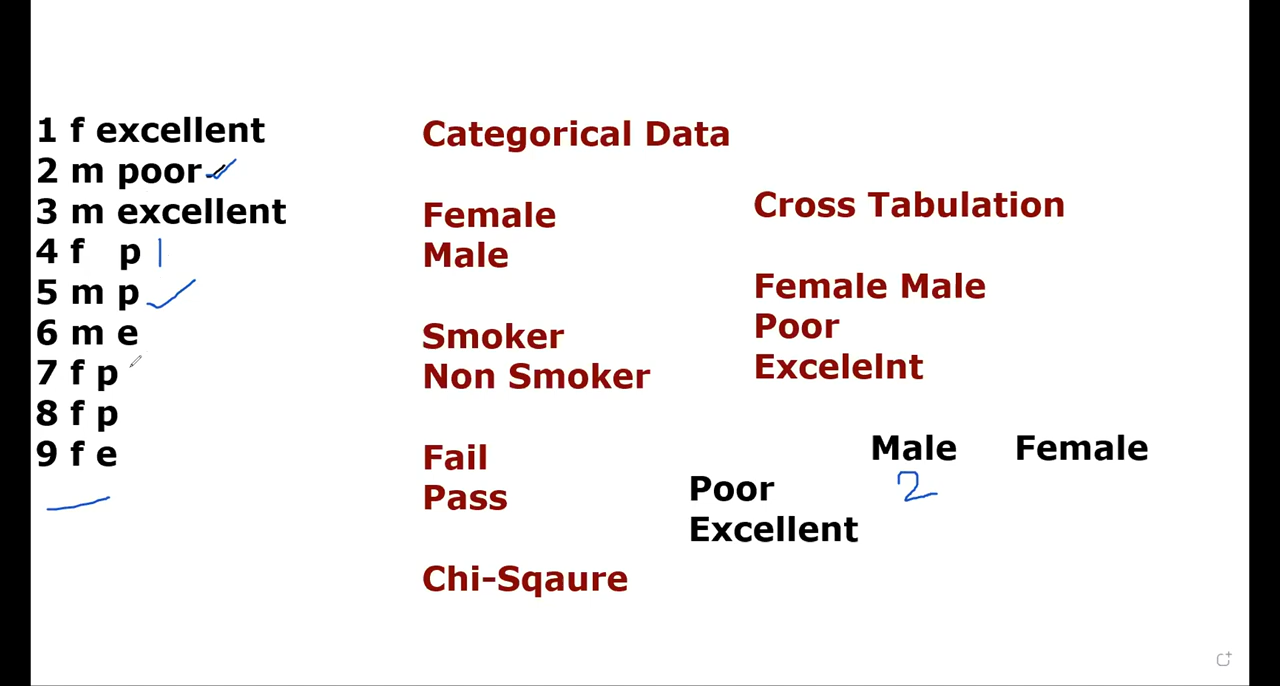 1 f excellent
2 m poor
3 m excellent
4 f p
5 m p
6 m e
7 f p
8 f p
9 f e
Categorical Data
Female
Male
Smoker
Non Smoker
Fail
Pass
Chi-Sqaure
Cross Tabulation
Female Male
Poor
Excelelnt
Male Female
Poor 2
Excellent